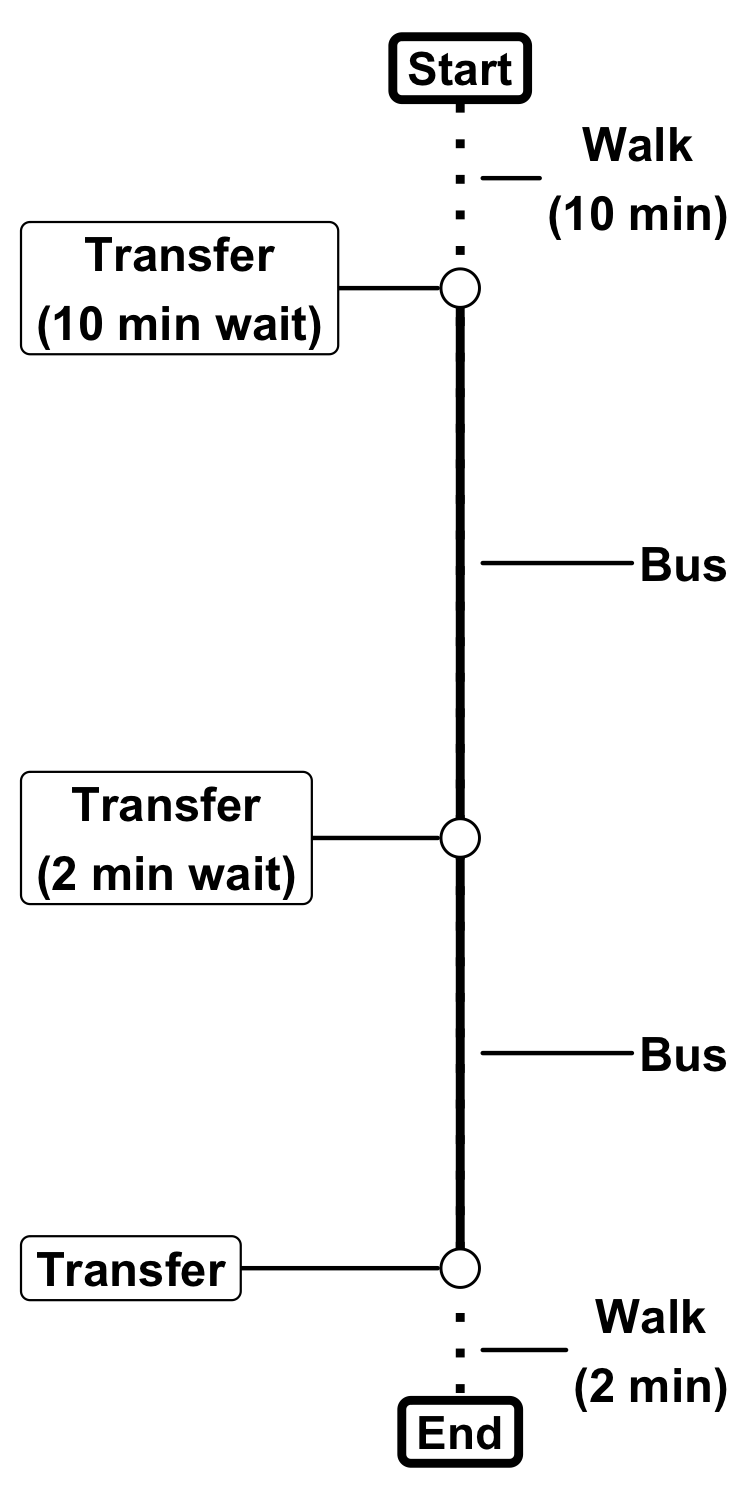 Start
Walk
(10 min)
Transfer
(10 min wait)
Bus
Transfer
(2 min wait)
Bus
Transfer
Walk
(2 min)
End